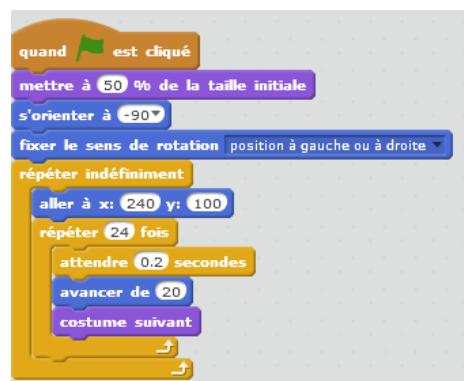 quand est cliqué
mettre à 50 % de la taille initiale
s'orienter à -90
fixer le sens de rotation position à gauche ou à droite
répéter indéfiniment
aller à x: 240 y: 100
répéter 24 fois
attendre 0.2 secondes
avancer de 20
costume suivant